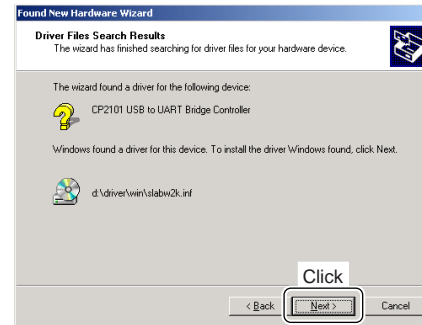 Found New Hardware Wizard
Driver Files Search Results
The wizard has finished searching for driver files for your hardware device.
The wizard found a driver for the following device:
CP2101 USB to UART Bridge Controller
Windows found a driver for this device. To install the driver Windows found, click Next.
d:\driver\win\slabw2k.inf
Click
< Back
Next >
Cancel